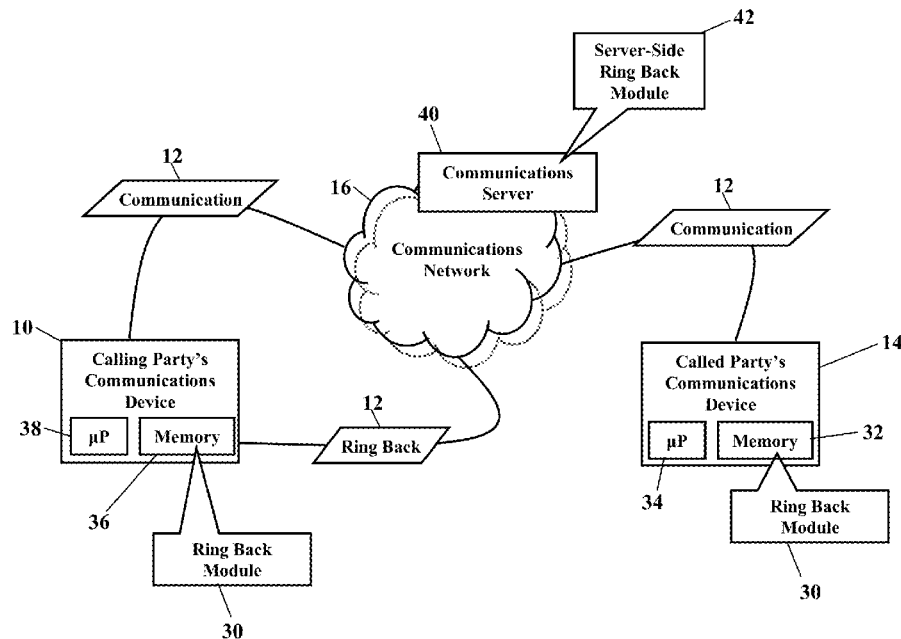 42
Server-Side
Ring Back
Module
40
12
Communication
16
Communications
Server
12
Communication
Communications
Network
10
Calling Party's
Communications
Device
38
µP
Memory
36
12
Ring Back
14
Called Party's
Communications
Device
µP
Memory
32
34
Ring Back
Module
30
Ring Back
Module
30